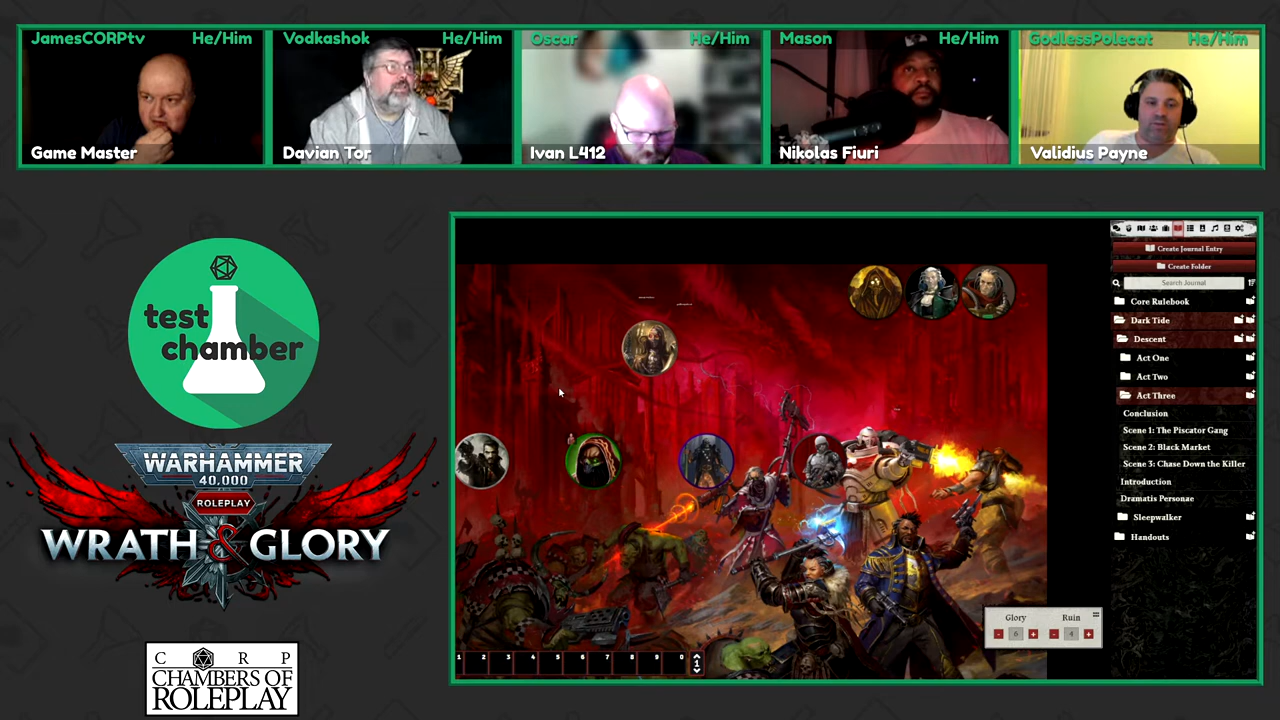 JamesCORPtv He/Him
Vodkashok He/Him
Oscar He/Him
Mason He/Him
GodlessPolecat He/Him
Game Master
Davian Tor
Ivan L412
Nikolas Fiuri
Validius Payne
test
chamber
WARHAMMER
40,000
ROLEPLAY
WRATH & GLORY
C R P
CHAMBERS OF
ROLEPLAY
Create Journal Entry
Create Folder
Search Journal
Core Rulebook
Dark Tide
Descent
Act One
Act Two
Act Three
Conclusion
Scene 1: The Piscator Gang
Scene 2: Black Market
Scene 3: Chase Down the Killer
Introduction
Dramatis Personae
Sleepwalker
Handouts
Glory Ruin
- 6 + - 4 +
1 2 3 4 5 6 7 8 9 0 1